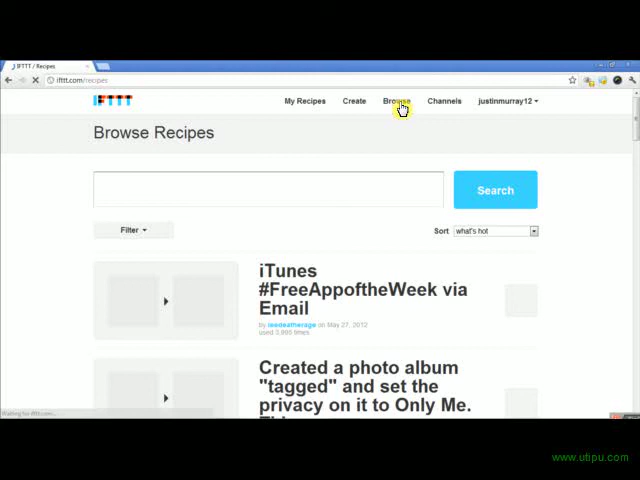 IFTTT / Recipes
ifttt.com/recipes
IFTTT
My Recipes Create Browse Channels justinmurray12
Browse Recipes
Search
Filter
Sort what's hot
iTunes
#FreeAppoftheWeek via
Email
by leedeatherage on May 27, 2012
used 3,995 times
Created a photo album
"tagged" and set the
privacy on it to Only Me.
Waiting for ifttt.com...
www.utipu.com